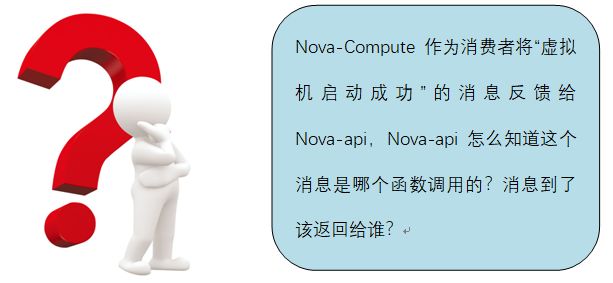 Nova-Compute 作为消费者将“虚拟
机启动成功”的消息反馈给
Nova-api，Nova-api 怎么知道这个
消息是哪个函数调用的？消息到了
该返回给谁？